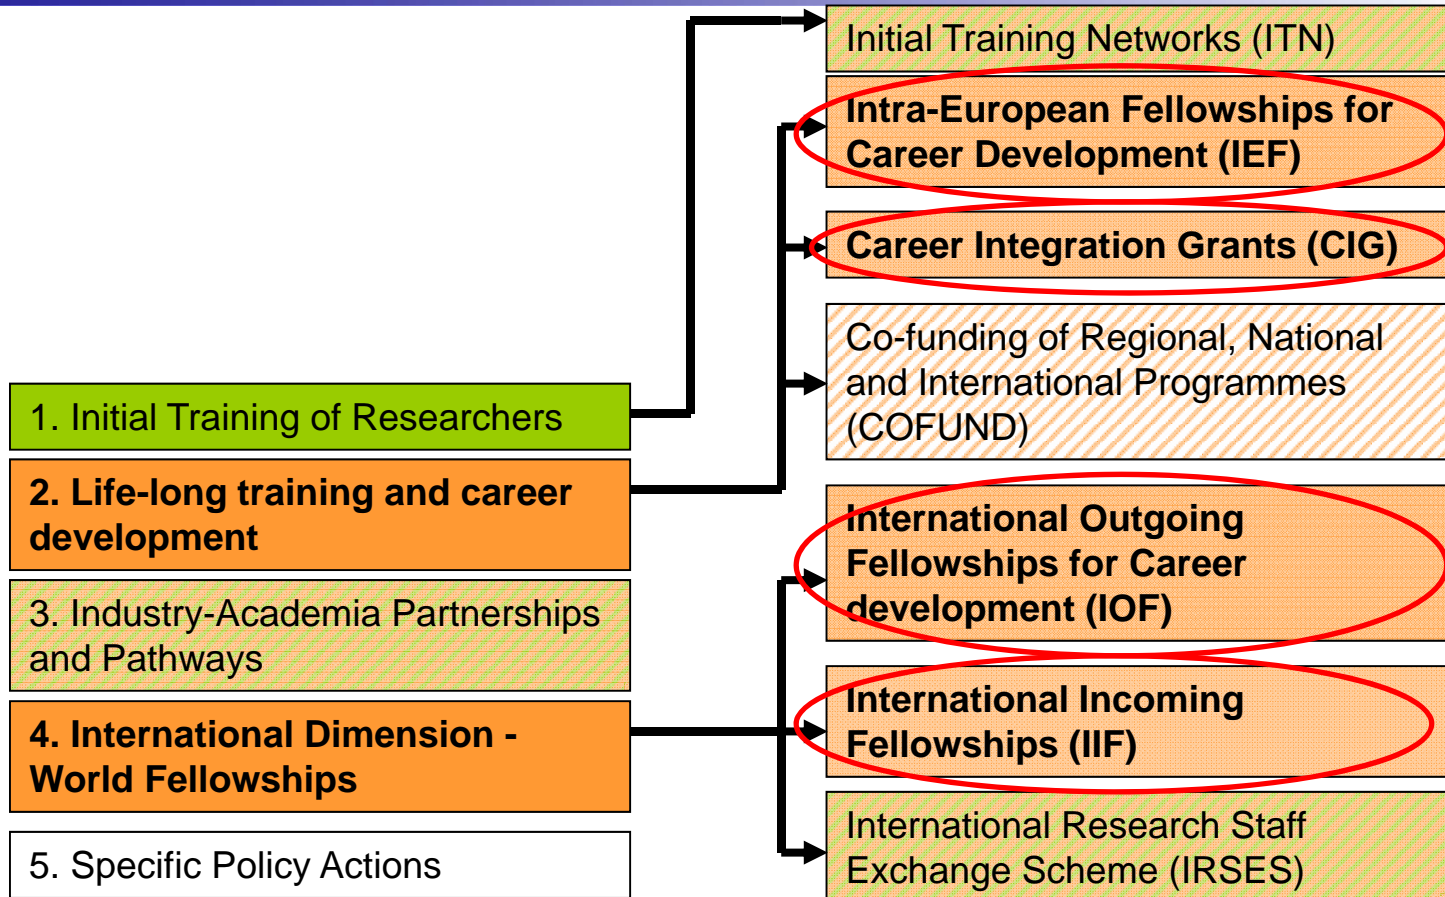 Initial Training Networks (ITN)
Intra-European Fellowships for
Career Development (IEF)
Career Integration Grants (CIG)
Co-funding of Regional, National
and International Programmes
(COFUND)
1. Initial Training of Researchers
2. Life-long training and career
development
International Outgoing
Fellowships for Career
development (IOF)
3. Industry-Academia Partnerships
and Pathways
4. International Dimension -
World Fellowships
International Incoming
Fellowships (IIF)
5. Specific Policy Actions
International Research Staff
Exchange Scheme (IRSES)